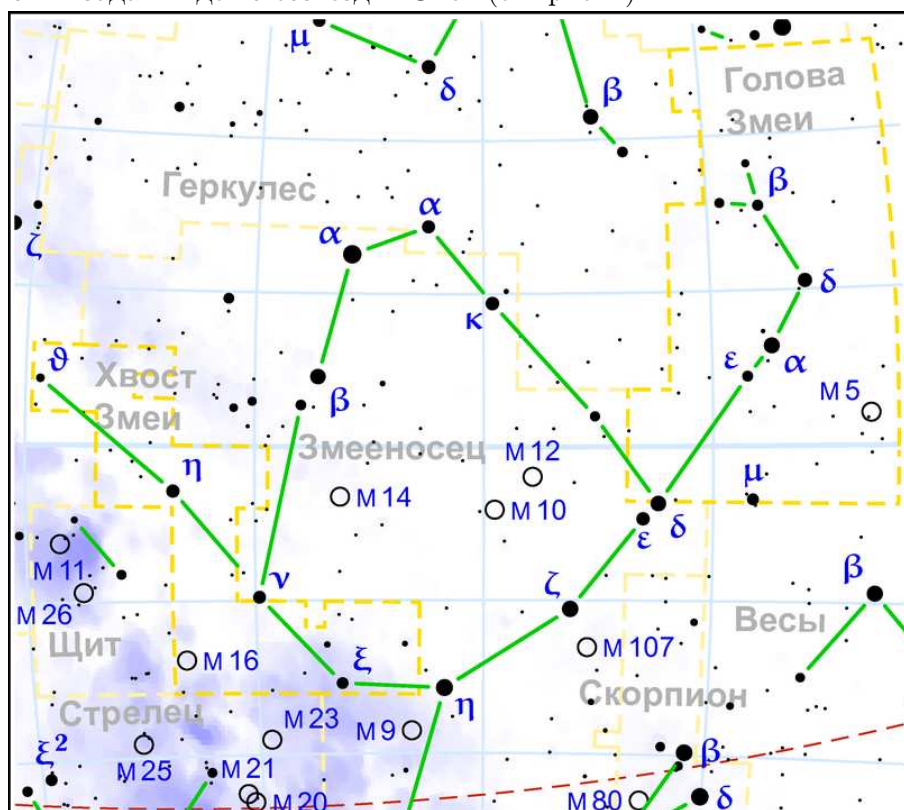 μ
δ
β
Голова
Змеи
β
Геркулес
α
α
ζ
δ
κ
ϑ
Хвост
Змеи
β
ε
α
M 5
Змееносец
M 12
η
M 14
M 10
μ
ε
δ
M 11
M 26
ν
ζ
β
Щит
Весы
M 16
M 107
ξ
Скорпион
η
Стрелец
M 23
M 9
ξ²
M 25
M 21
β
M 20
M 80
δ